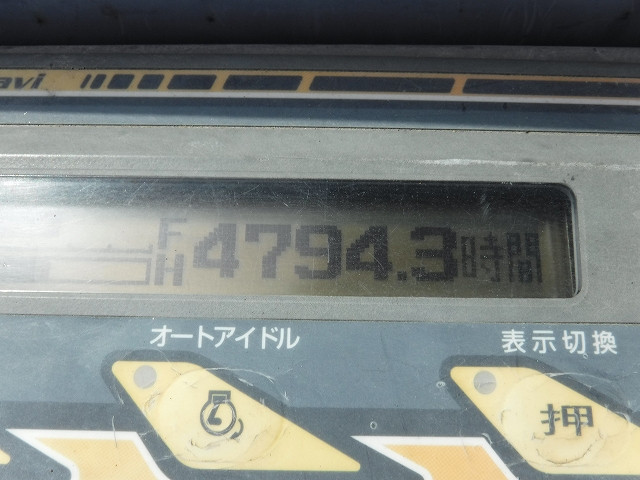 avi
F
H 4794.3時間
オートアイドル
表示切換
押